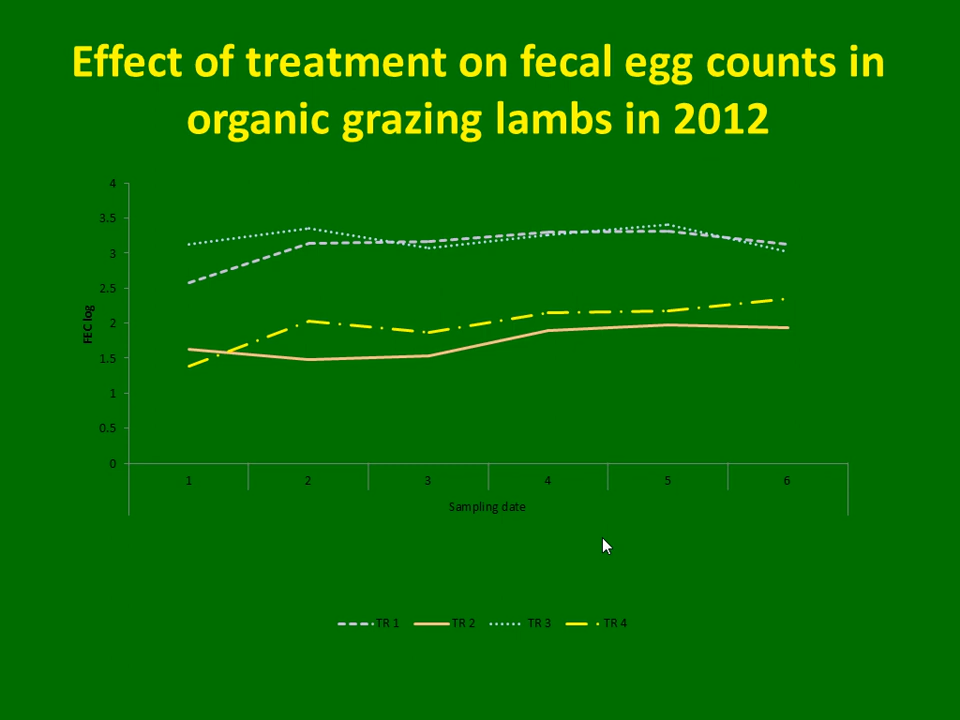 Effect of treatment on fecal egg counts in
organic grazing lambs in 2012
4
3.5
3
2.5
2
1.5
1
0.5
0
FEC log
1 2 3 4 5 6
Sampling date
TR 1 TR 2 TR 3 TR 4